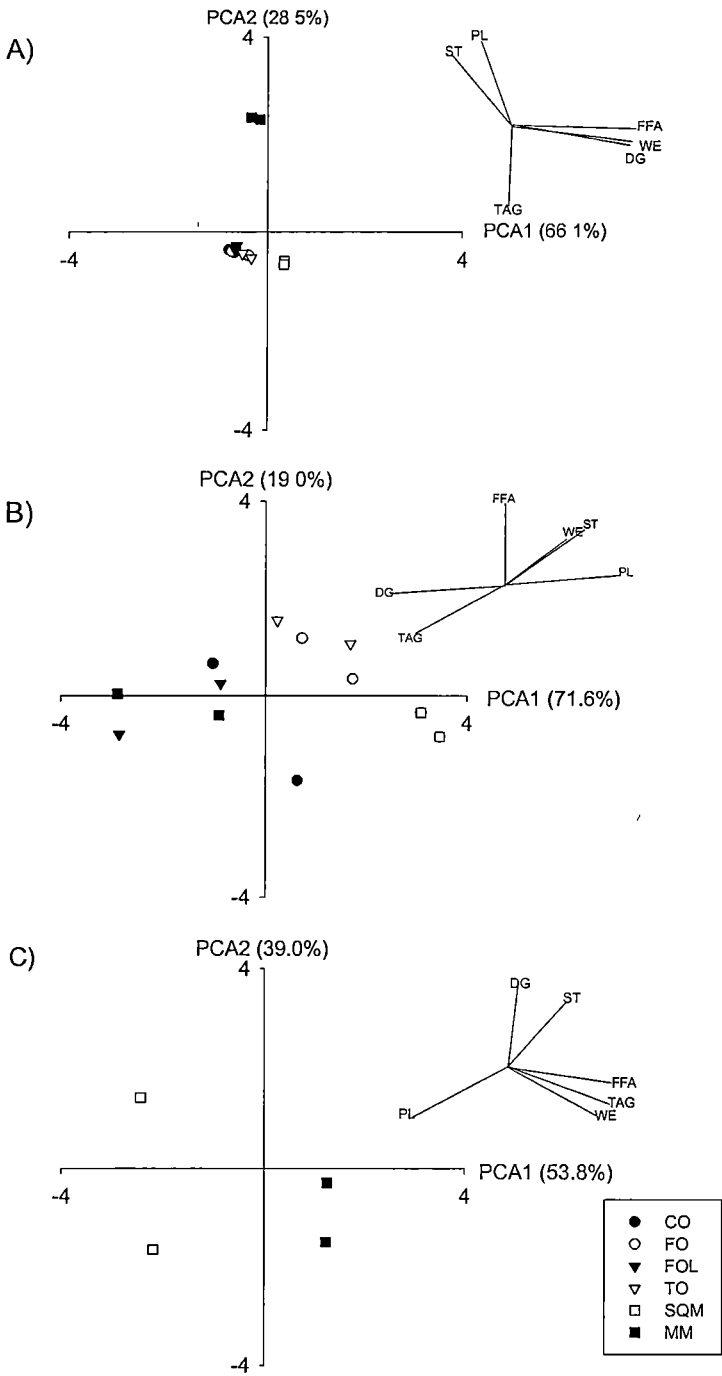 A)
PCA2 (28 5%)
4
PL
ST
FFA
WE
DG
TAG
PCA1 (66 1%)
-4
4
-4
B)
PCA2 (19 0%)
4
FFA
WE
ST
PL
DG
TAG
PCA1 (71.6%)
-4
4
-4
C)
PCA2 (39.0%)
4
DG
ST
FFA
TAG
WE
PL
PCA1 (53.8%)
-4
4
-4
CO
FO
FOL
TO
SQM
MM